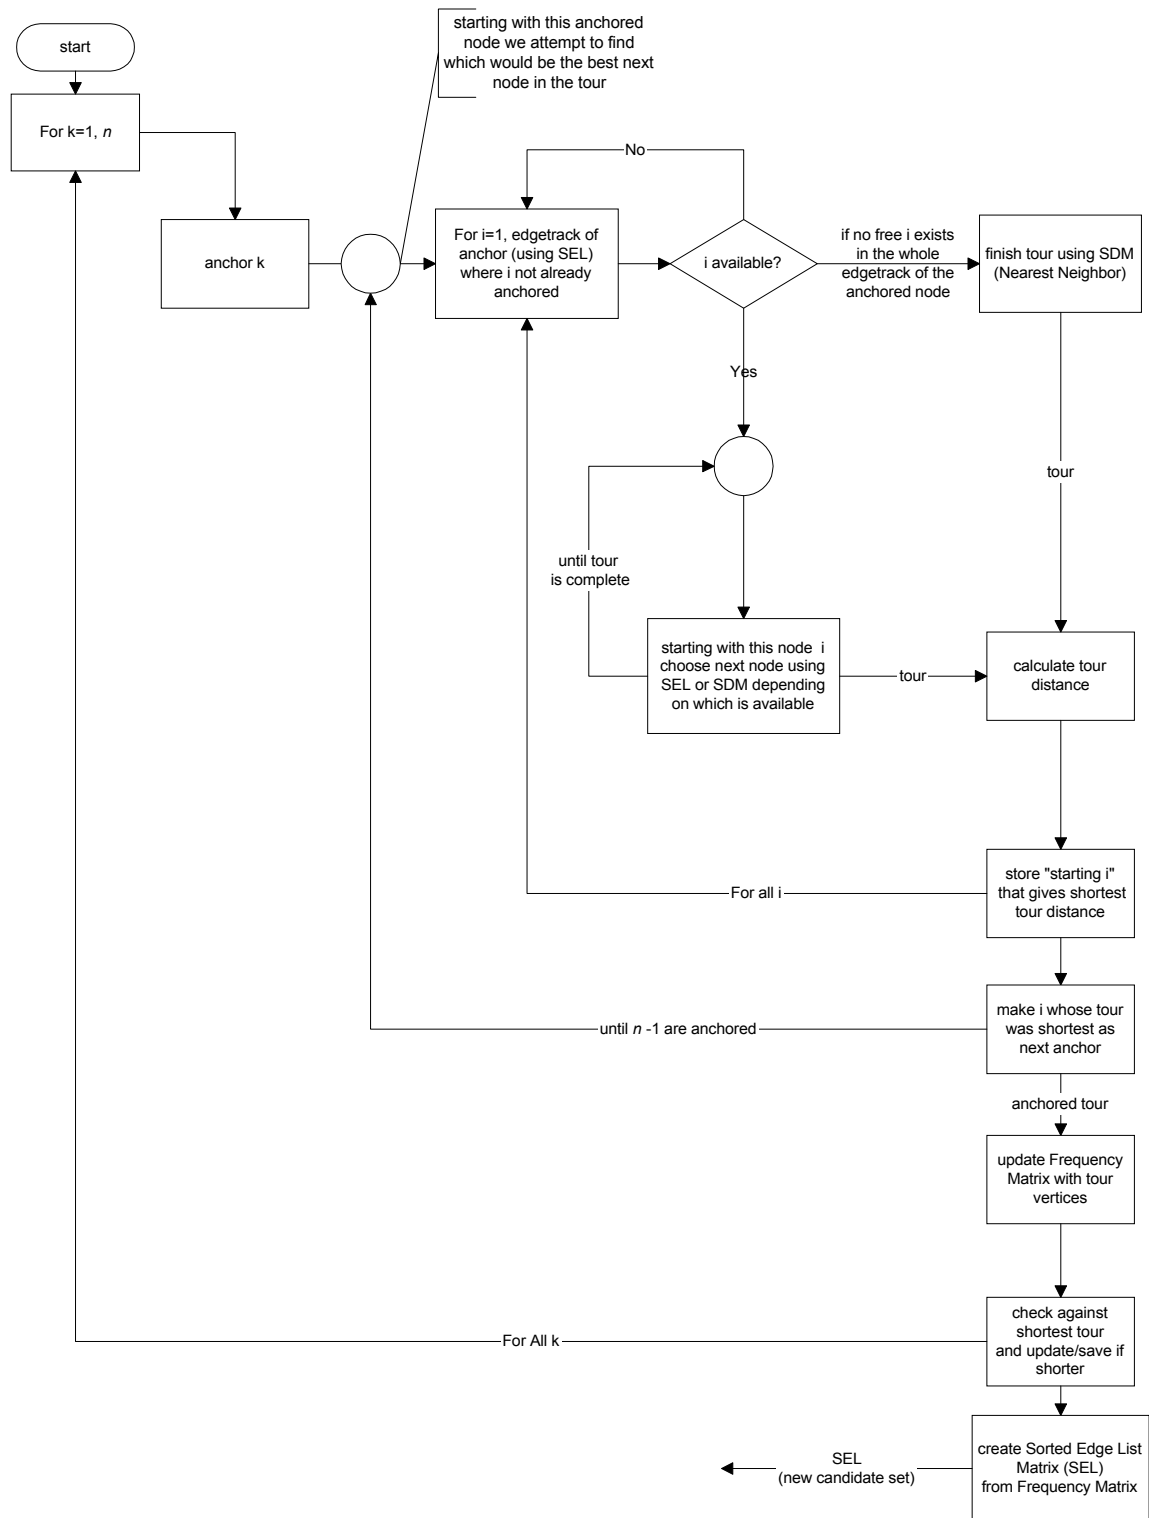 start
starting with this anchored
node we attempt to find
which would be the best next
node in the tour
For k=1, n
anchor k
No
For i=1, edgetrack of
anchor (using SEL)
where i not already
anchored
i available?
if no free i exists
in the whole
edgetrack of the
anchored node
finish tour using SDM
(Nearest Neighbor)
Yes
tour
until tour
is complete
starting with this node i
choose next node using
SEL or SDM depending
on which is available
tour
calculate tour
distance
store "starting i"
that gives shortest
tour distance
For all i
make i whose tour
was shortest as
next anchor
until n -1 are anchored
anchored tour
update Frequency
Matrix with tour
vertices
check against
shortest tour
and update/save if
shorter
For All k
create Sorted Edge List
Matrix (SEL)
from Frequency Matrix
SEL
(new candidate set)